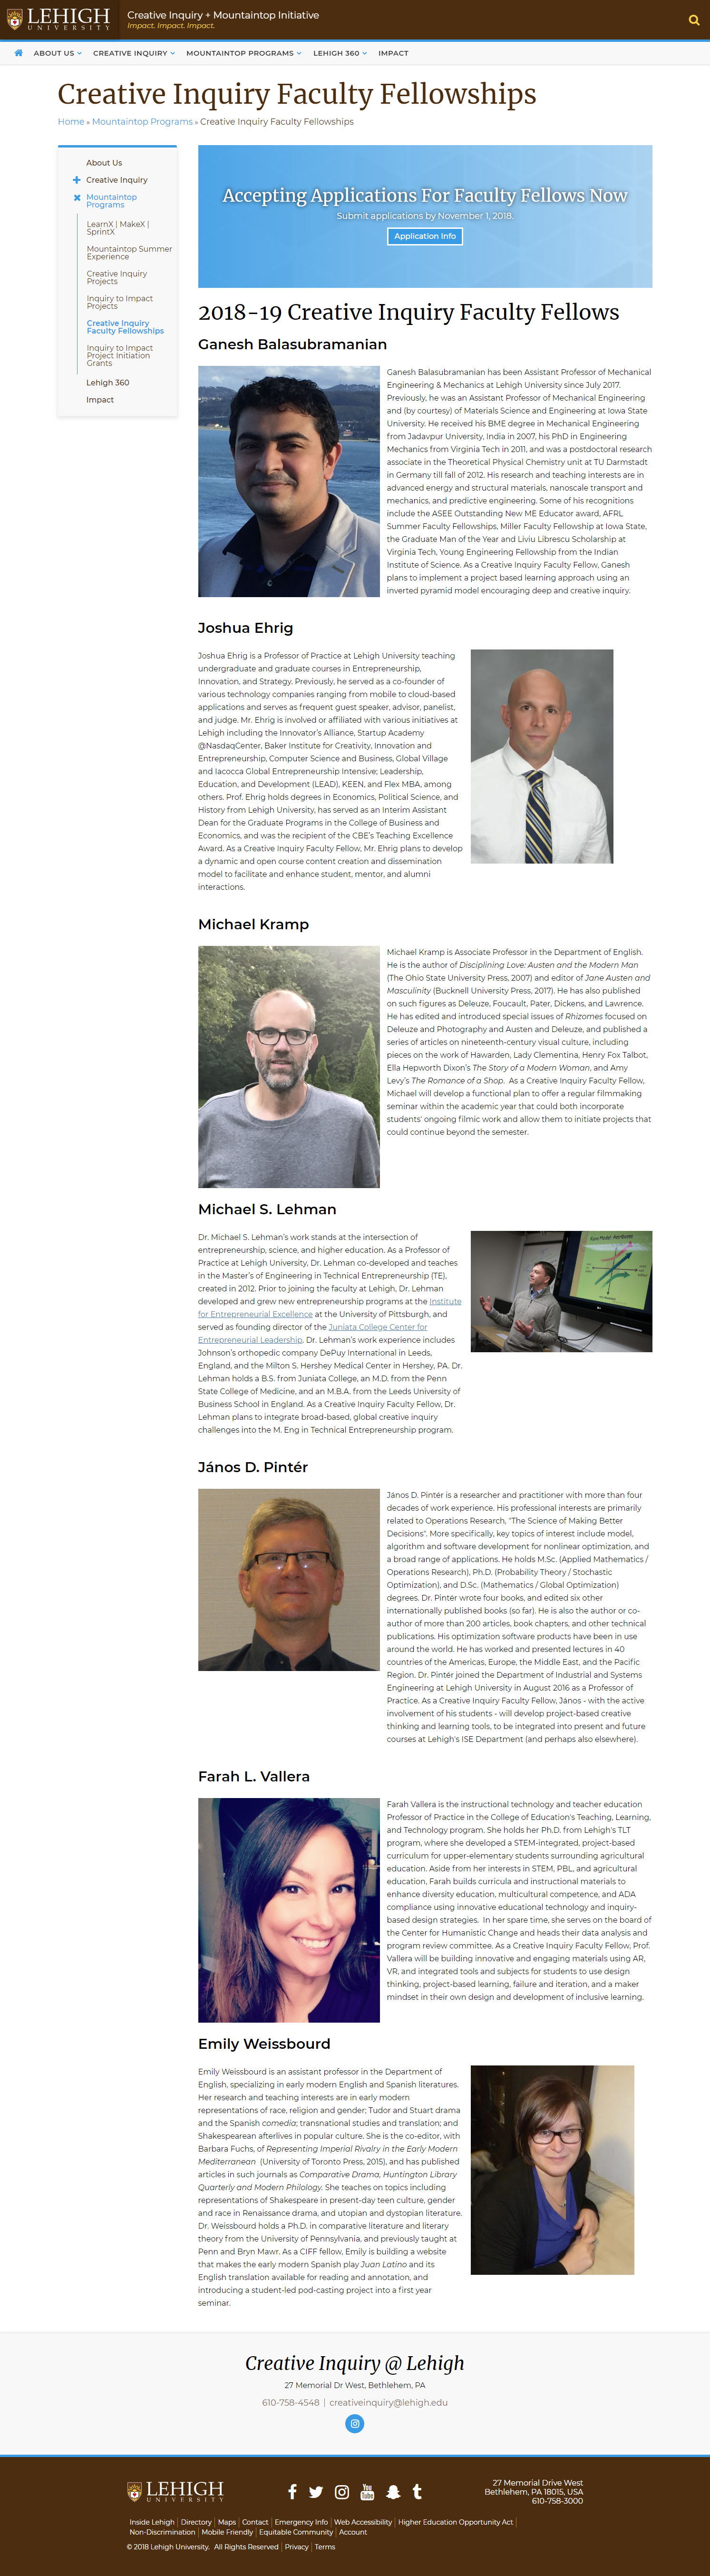 LEHIGH
UNIVERSITY
Creative Inquiry + Mountaintop Initiative
Impact. Impact. Impact.
ABOUT US
CREATIVE INQUIRY
MOUNTAINTOP PROGRAMS
LEHIGH 360
IMPACT
Creative Inquiry Faculty Fellowships
Home » Mountaintop Programs » Creative Inquiry Faculty Fellowships
About Us
Creative Inquiry
Mountaintop
Programs
LearnX | MakeX |
SprintX
Mountaintop Summer
Experience
Creative Inquiry
Projects
Inquiry to Impact
Projects
Creative Inquiry
Faculty Fellowships
Inquiry to Impact
Project Initiation
Grants
Lehigh 360
Impact
Accepting Applications For Faculty Fellows Now
Submit applications by November 1, 2018.
Application Info
2018-19 Creative Inquiry Faculty Fellows
Ganesh Balasubramanian
Ganesh Balasubramanian has been Assistant Professor of Mechanical
Engineering & Mechanics at Lehigh University since July 2017.
Previously, he was an Assistant Professor of Mechanical Engineering
and (by courtesy) of Materials Science and Engineering at Iowa State
University. He received his BME degree in Mechanical Engineering
from Jadavpur University, India in 2007, his PhD in Engineering
Mechanics from Virginia Tech in 2011, and was a postdoctoral research
associate in the Theoretical Physical Chemistry unit at TU Darmstadt
in Germany till fall of 2012. His research and teaching interests are in
advanced energy and structural materials, nanoscale transport and
mechanics, and predictive engineering. Some of his recognitions
include the ASEE Outstanding New ME Educator award, AFRL
Summer Faculty Fellowships, Miller Faculty Fellowship at Iowa State,
the Graduate Man of the Year and Liviu Librescu Scholarship at
Virginia Tech, Young Engineering Fellowship from the Indian
Institute of Science. As a Creative Inquiry Faculty Fellow, Ganesh
plans to implement a project based learning approach using an
inverted pyramid model encouraging deep and creative inquiry.
Joshua Ehrig
Joshua Ehrig is a Professor of Practice at Lehigh University teaching
undergraduate and graduate courses in Entrepreneurship,
Innovation, and Strategy. Previously, he served as a co-founder of
various technology companies ranging from mobile to cloud-based
applications and serves as frequent guest speaker, advisor, panelist,
and judge. Mr. Ehrig is involved or affiliated with various initiatives at
Lehigh including the Innovator's Alliance, Startup Academy
@NasdaqCenter, Baker Institute for Creativity, Innovation and
Entrepreneurship, Computer Science and Business, Global Village
and Iacocca Global Entrepreneurship Intensive; Leadership,
Education, and Development (LEAD), KEEN, and Flex MBA, among
others. Prof. Ehrig holds degrees in Economics, Political Science, and
History from Lehigh University, has served as an Interim Assistant
Dean for the Graduate Programs in the College of Business and
Economics, and was the recipient of the CBE's Teaching Excellence
Award. As a Creative Inquiry Faculty Fellow, Mr. Ehrig plans to develop
a dynamic and open course content creation and dissemination
model to facilitate and enhance student, mentor, and alumni
interactions.
Michael Kramp
Michael Kramp is Associate Professor in the Department of English.
He is the author of Disciplining Love: Austen and the Modern Man
(The Ohio State University Press, 2007) and editor of Jane Austen and
Masculinity (Bucknell University Press, 2017). He has also published
on such figures as Deleuze, Foucault, Pater, Dickens, and Lawrence.
He has edited and introduced special issues of Rhizomes focused on
Deleuze and Photography and Austen and Deleuze, and published a
series of articles on nineteenth-century visual culture, including
pieces on the work of Hawarden, Lady Clementina, Henry Fox Talbot,
Ella Hepworth Dixon's The Story of a Modern Woman, and Amy
Levy's The Romance of a Shop. As a Creative Inquiry Faculty Fellow,
Michael will develop a functional plan to offer a regular filmmaking
seminar within the academic year that could both incorporate
students' ongoing filmic work and allow them to initiate projects that
could continue beyond the semester.
Michael S. Lehman
Dr. Michael S. Lehman's work stands at the intersection of
entrepreneurship, science, and higher education. As a Professor of
Practice at Lehigh University, Dr. Lehman co-developed and teaches
in the Master's of Engineering in Technical Entrepreneurship (TE),
created in 2012. Prior to joining the faculty at Lehigh, Dr. Lehman
developed and grew new entrepreneurship programs at the Institute
for Entrepreneurial Excellence at the University of Pittsburgh, and
served as founding director of the Juniata College Center for
Entrepreneurial Leadership. Dr. Lehman's work experience includes
Johnson's orthopedic company DePuy International in Leeds,
England, and the Milton S. Hershey Medical Center in Hershey, PA. Dr.
Lehman holds a B.S. from Juniata College, an M.D. from the Penn
State College of Medicine, and an M.B.A. from the Leeds University of
Business School in England. As a Creative Inquiry Faculty Fellow, Dr.
Lehman plans to integrate broad-based, global creative inquiry
challenges into the M. Eng in Technical Entrepreneurship program.
János D. Pintér
János D. Pintér is a researcher and practitioner with more than four
decades of work experience. His professional interests are primarily
related to Operations Research, "The Science of Making Better
Decisions". More specifically, key topics of interest include model,
algorithm and software development for nonlinear optimization, and
a broad range of applications. He holds M.Sc. (Applied Mathematics /
Operations Research), Ph.D. (Probability Theory / Stochastic
Optimization), and D.Sc. (Mathematics / Global Optimization)
degrees. Dr. Pintér wrote four books, and edited six other
internationally published books (so far). He is also the author or co-
author of more than 200 articles, book chapters, and other technical
publications. His optimization software products have been in use
around the world. He has worked and presented lectures in 40
countries of the Americas, Europe, the Middle East, and the Pacific
Region. Dr. Pintér joined the Department of Industrial and Systems
Engineering at Lehigh University in August 2016 as a Professor of
Practice. As a Creative Inquiry Faculty Fellow, János - with the active
involvement of his students - will develop project-based creative
thinking and learning tools, to be integrated into present and future
courses at Lehigh's ISE Department (and perhaps also elsewhere).
Farah L. Vallera
Farah Vallera is the instructional technology and teacher education
Professor of Practice in the College of Education's Teaching, Learning,
and Technology program. She holds her Ph.D. from Lehigh's TLT
program, where she developed a STEM-integrated, project-based
curriculum for upper-elementary students surrounding agricultural
education. Aside from her interests in STEM, PBL, and agricultural
education, Farah builds curricula and instructional materials to
enhance diversity education, multicultural competence, and ADA
compliance using innovative educational technology and inquiry-
based design strategies. In her spare time, she serves on the board of
the Center for Humanistic Change and heads their data analysis and
program review committee. As a Creative Inquiry Faculty Fellow, Prof.
Vallera will be building innovative and engaging materials using AR,
VR, and integrated tools and subjects for students to use design
thinking, project-based learning, failure and iteration, and a maker
mindset in their own design and development of inclusive learning.
Emily Weissbourd
Emily Weissbourd is an assistant professor in the Department of
English, specializing in early modern English and Spanish literatures.
Her research and teaching interests are in early modern
representations of race, religion and gender; Tudor and Stuart drama
and the Spanish comedia; transnational studies and translation; and
Shakespearean afterlives in popular culture. She is the co-editor, with
Barbara Fuchs, of Representing Imperial Rivalry in the Early Modern
Mediterranean (University of Toronto Press, 2015), and has published
articles in such journals as Comparative Drama, Huntington Library
Quarterly and Modern Philology. She teaches on topics including
representations of Shakespeare in present-day teen culture, gender
and race in Renaissance drama, and utopian and dystopian literature.
Dr. Weissbourd holds a Ph.D. in comparative literature and literary
theory from the University of Pennsylvania, and previously taught at
Penn and Bryn Mawr. As a CIFF fellow, Emily is building a website
that makes the early modern Spanish play Juan Latino and its
English translation available for reading and annotation, and
introducing a student-led pod-casting project into a first year
seminar.
Creative Inquiry @ Lehigh
27 Memorial Dr West, Bethlehem, PA
610-758-4548 | creativeinquiry@lehigh.edu
LEHIGH
UNIVERSITY
27 Memorial Drive West
Bethlehem, PA 18015, USA
610-758-3000
Inside Lehigh | Directory | Maps | Contact | Emergency Info | Web Accessibility | Higher Education Opportunity Act |
Non-Discrimination | Mobile Friendly | Equitable Community | Account
© 2018 Lehigh University. All Rights Reserved | Privacy | Terms